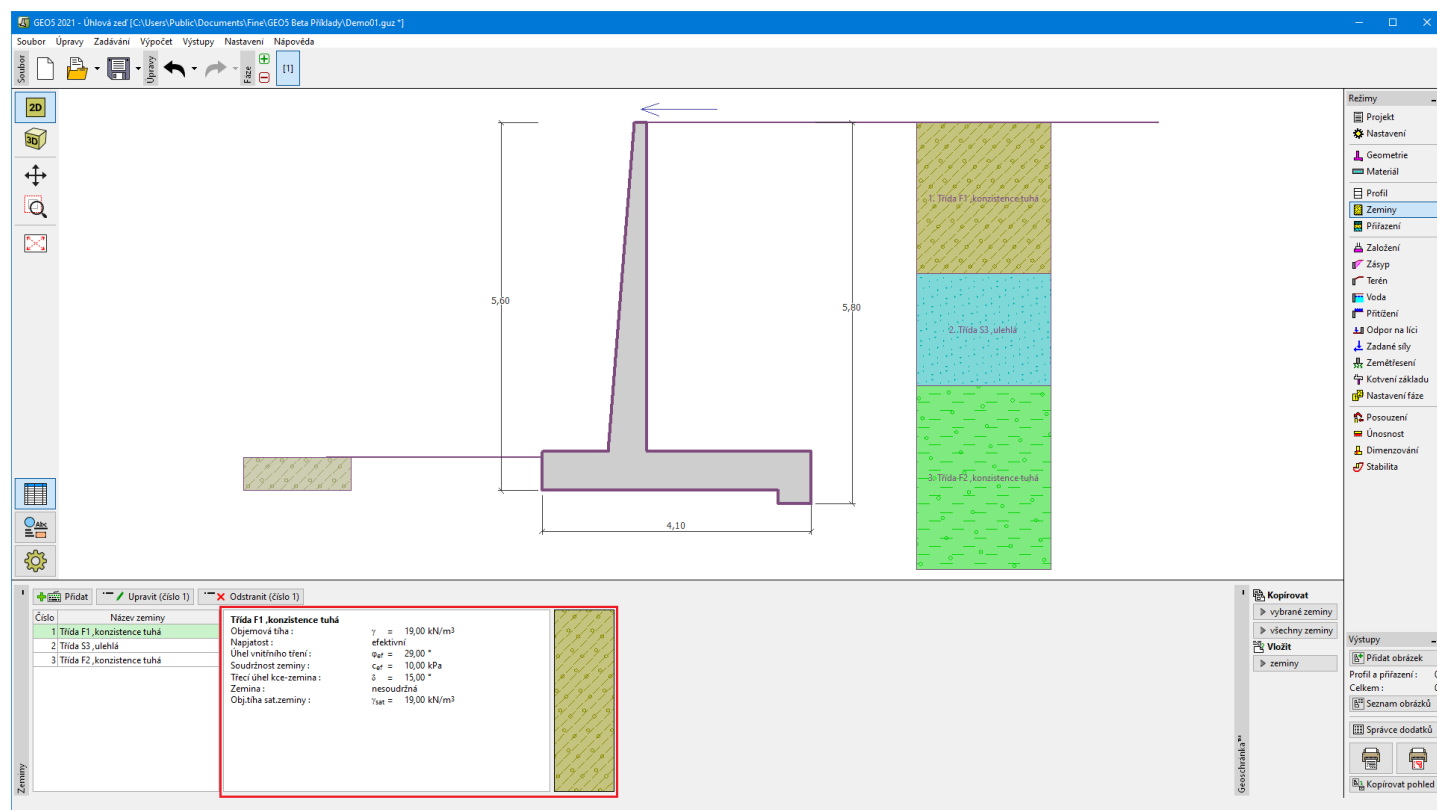 GEO5 2021 - Úhlová zeď [C:\Users\Public\Documents\Fine\GEO5 Beta Příklady\Demo01.guz *]
Soubor Úpravy Zadávání Výpočet Výstupy Nastavení Nápověda
Soubor
Úpravy
Fáze
[1]
2D
3D
Abc
5,60
5,80
4,10
1. Třída F1 ,konzistence tuhá
2. Třída S3 ,ulehlá
3. Třída F2 ,konzistence tuhá
Režimy
Projekt
Nastavení
Geometrie
Materiál
Profil
Zeminy
Přiřazení
Založení
Zásyp
Terén
Voda
Přitížení
Odpor na líci
Zadané síly
Zemětřesení
Kotvení základu
Nastavení fáze
Posouzení
Únosnost
Dimenzování
Stabilita
Zeminy
Přidat Upravit (číslo 1) Odstranit (číslo 1)
Číslo Název zeminy
1 Třída F1 ,konzistence tuhá
2 Třída S3 ,ulehlá
3 Třída F2 ,konzistence tuhá
Třída F1 ,konzistence tuhá
Objemová tíha : γ = 19,00 kN/m³
Napjatost : efektivní
Úhel vnitřního tření : φef = 29,00 °
Soudržnost zeminy : cef = 10,00 kPa
Třecí úhel kce-zemina : δ = 15,00 °
Zemina : nesoudržná
Obj.tíha sat.zeminy : γsat = 19,00 kN/m³
Geoschránka™
Kopírovat
vybrané zeminy
všechny zeminy
Vložit
zeminy
Výstupy
Přidat obrázek
Profil a přiřazení : 0
Celkem : 0
Seznam obrázků
Správce dodatků
Kopírovat pohled